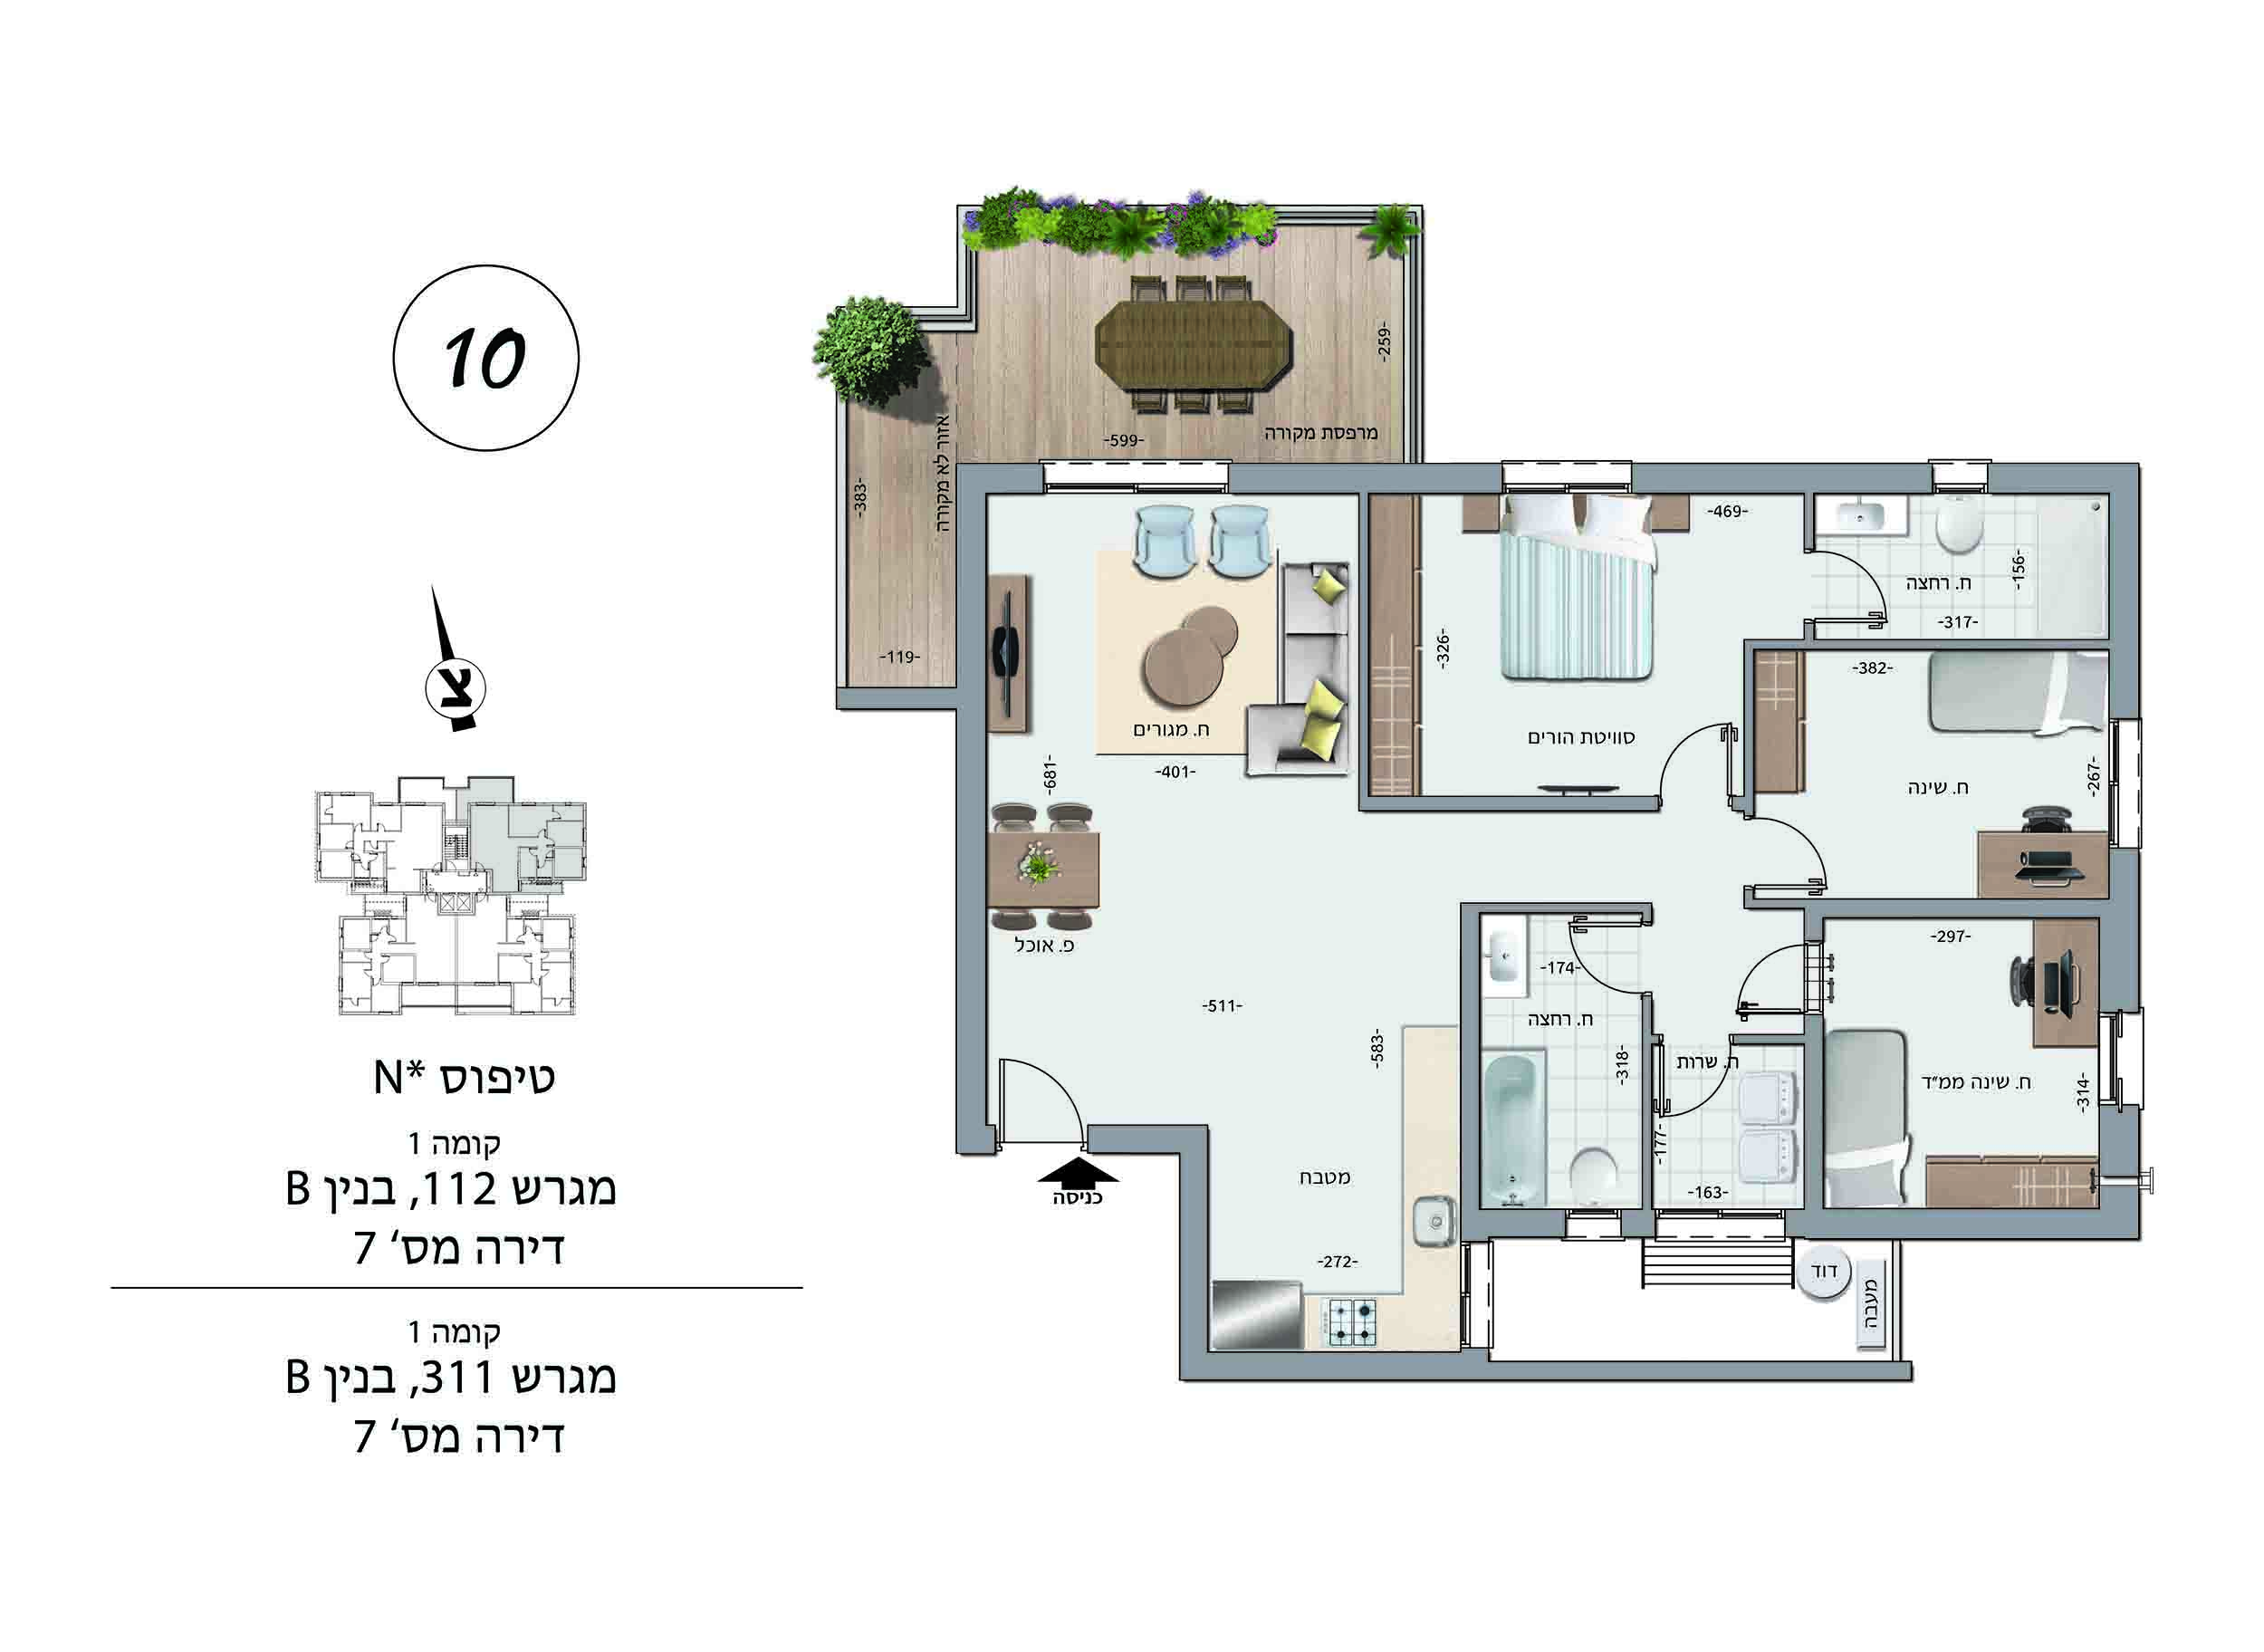 10
צ
טיפוס *N
קומה 1
מגרש 112, בנין B
דירה מס' 7
קומה 1
מגרש 311, בנין B
דירה מס' 7
-259-
מרפסת מקורה
-599-
אזור לא מקורה
-383-
-119-
-469-
-156-
ח. רחצה
-317-
-326-
-382-
ח. מגורים
סוויטת הורים
-401-
-681-
-267-
ח. שינה
פ. אוכל
-297-
-174-
-511-
ח. רחצה
-583-
-318-
ח. שרות
ח. שינה ממ״ד
-314-
-177-
מטבח
-163-
כניסה
-272-
דוד
מעבה